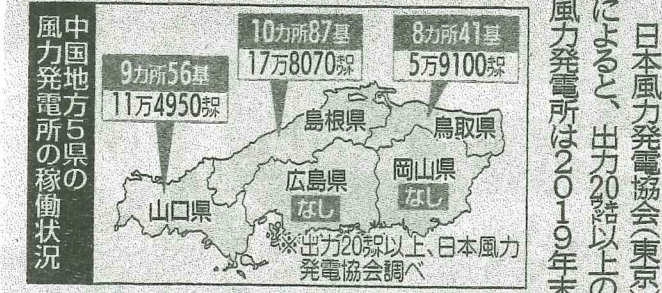 日本風力発電協会(東京)
によると、出力20㌔㍗以上の
風力発電所は2019年末
中国地方5県の
風力発電所の稼働状況
9カ所56基
11万4950㌔㍗
10カ所87基
17万8070㌔㍗
8カ所41基
5万9100㌔㍗
島根県
鳥取県
岡山県
なし
広島県
なし
山口県
※出力20㌔㍗以上、日本風力
発電協会調べ